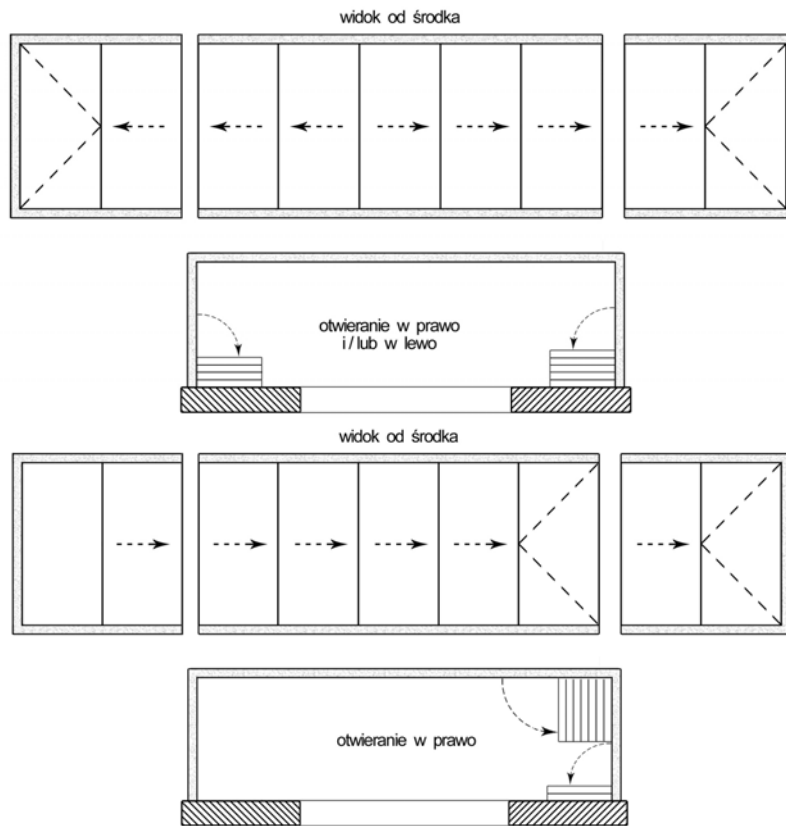 widok od środka
otwieranie w prawo
i / lub w lewo
widok od środka
otwieranie w prawo